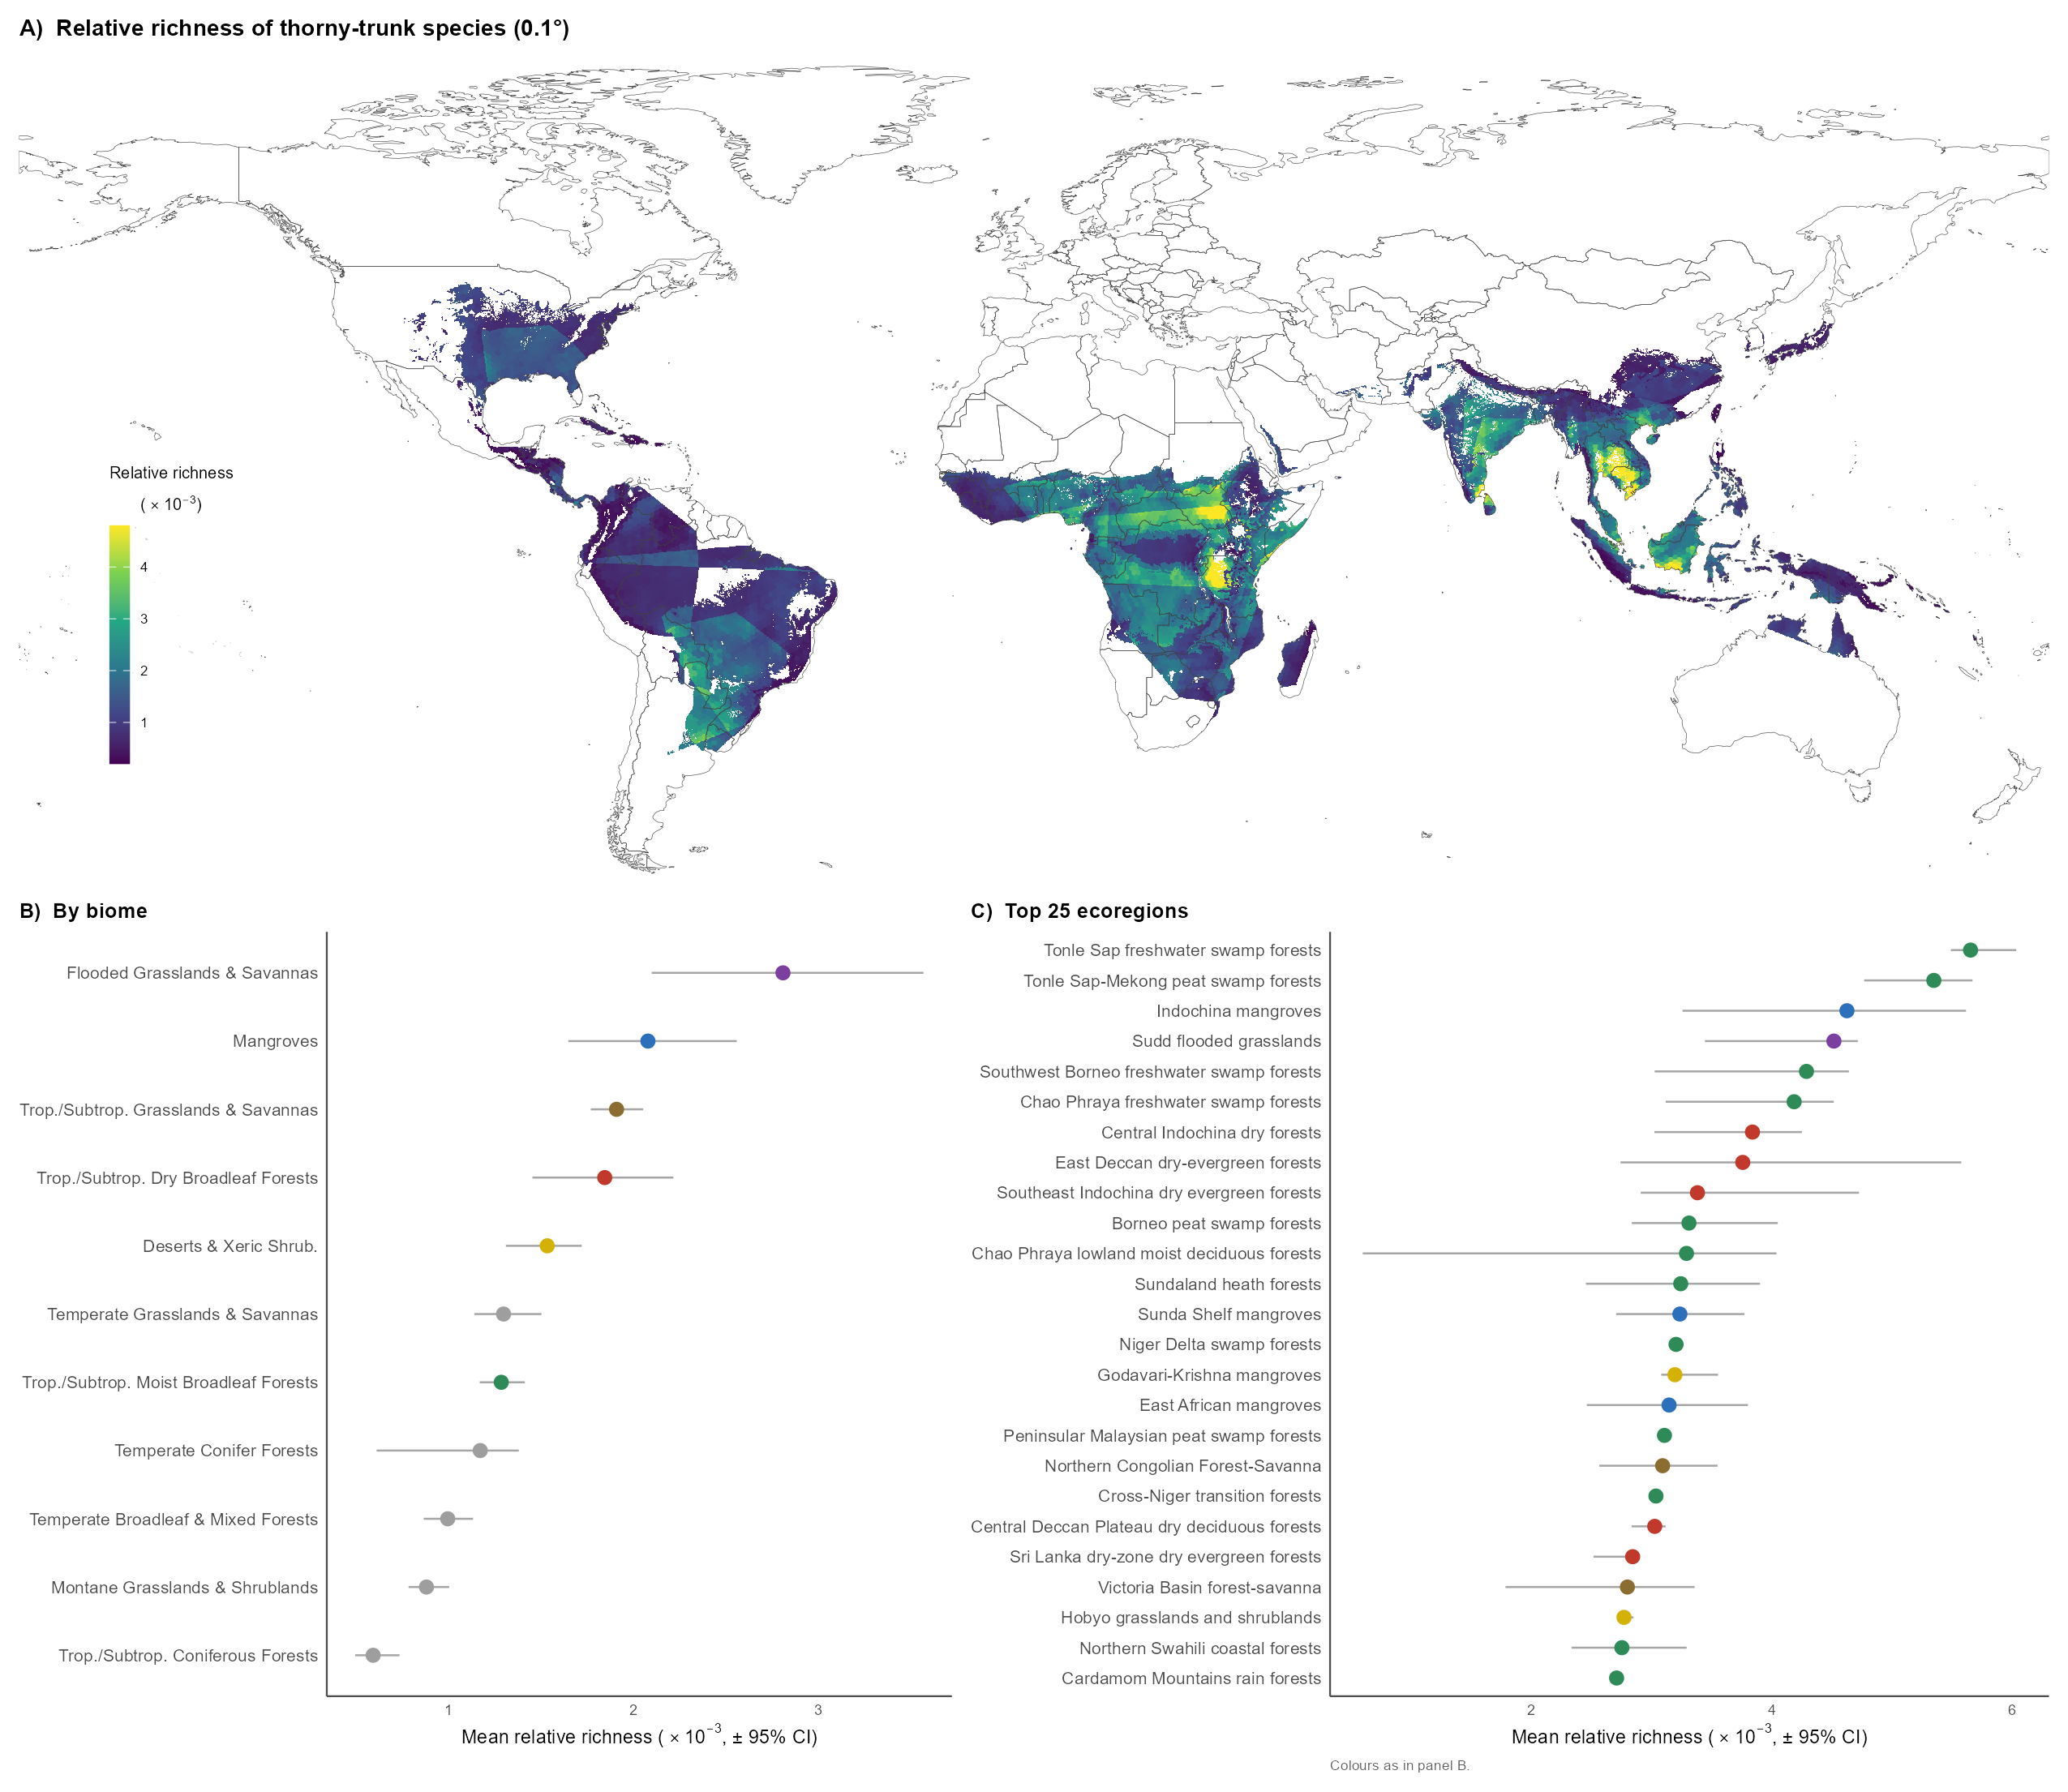 A)  Relative richness of thorny-trunk species (0.1°)
Relative richness
( × 10⁻³)
4
3
2
1
B)  By biome
Flooded Grasslands & Savannas
Mangroves
Trop./Subtrop. Grasslands & Savannas
Trop./Subtrop. Dry Broadleaf Forests
Deserts & Xeric Shrub.
Temperate Grasslands & Savannas
Trop./Subtrop. Moist Broadleaf Forests
Temperate Conifer Forests
Temperate Broadleaf & Mixed Forests
Montane Grasslands & Shrublands
Trop./Subtrop. Coniferous Forests
1 2 3
Mean relative richness ( × 10⁻³, ± 95% CI)
C)  Top 25 ecoregions
Tonle Sap freshwater swamp forests
Tonle Sap-Mekong peat swamp forests
Indochina mangroves
Sudd flooded grasslands
Southwest Borneo freshwater swamp forests
Chao Phraya freshwater swamp forests
Central Indochina dry forests
East Deccan dry-evergreen forests
Southeast Indochina dry evergreen forests
Borneo peat swamp forests
Chao Phraya lowland moist deciduous forests
Sundaland heath forests
Sunda Shelf mangroves
Niger Delta swamp forests
Godavari-Krishna mangroves
East African mangroves
Peninsular Malaysian peat swamp forests
Northern Congolian Forest-Savanna
Cross-Niger transition forests
Central Deccan Plateau dry deciduous forests
Sri Lanka dry-zone dry evergreen forests
Victoria Basin forest-savanna
Hobyo grasslands and shrublands
Northern Swahili coastal forests
Cardamom Mountains rain forests
2 4 6
Mean relative richness ( × 10⁻³, ± 95% CI)
Colours as in panel B.